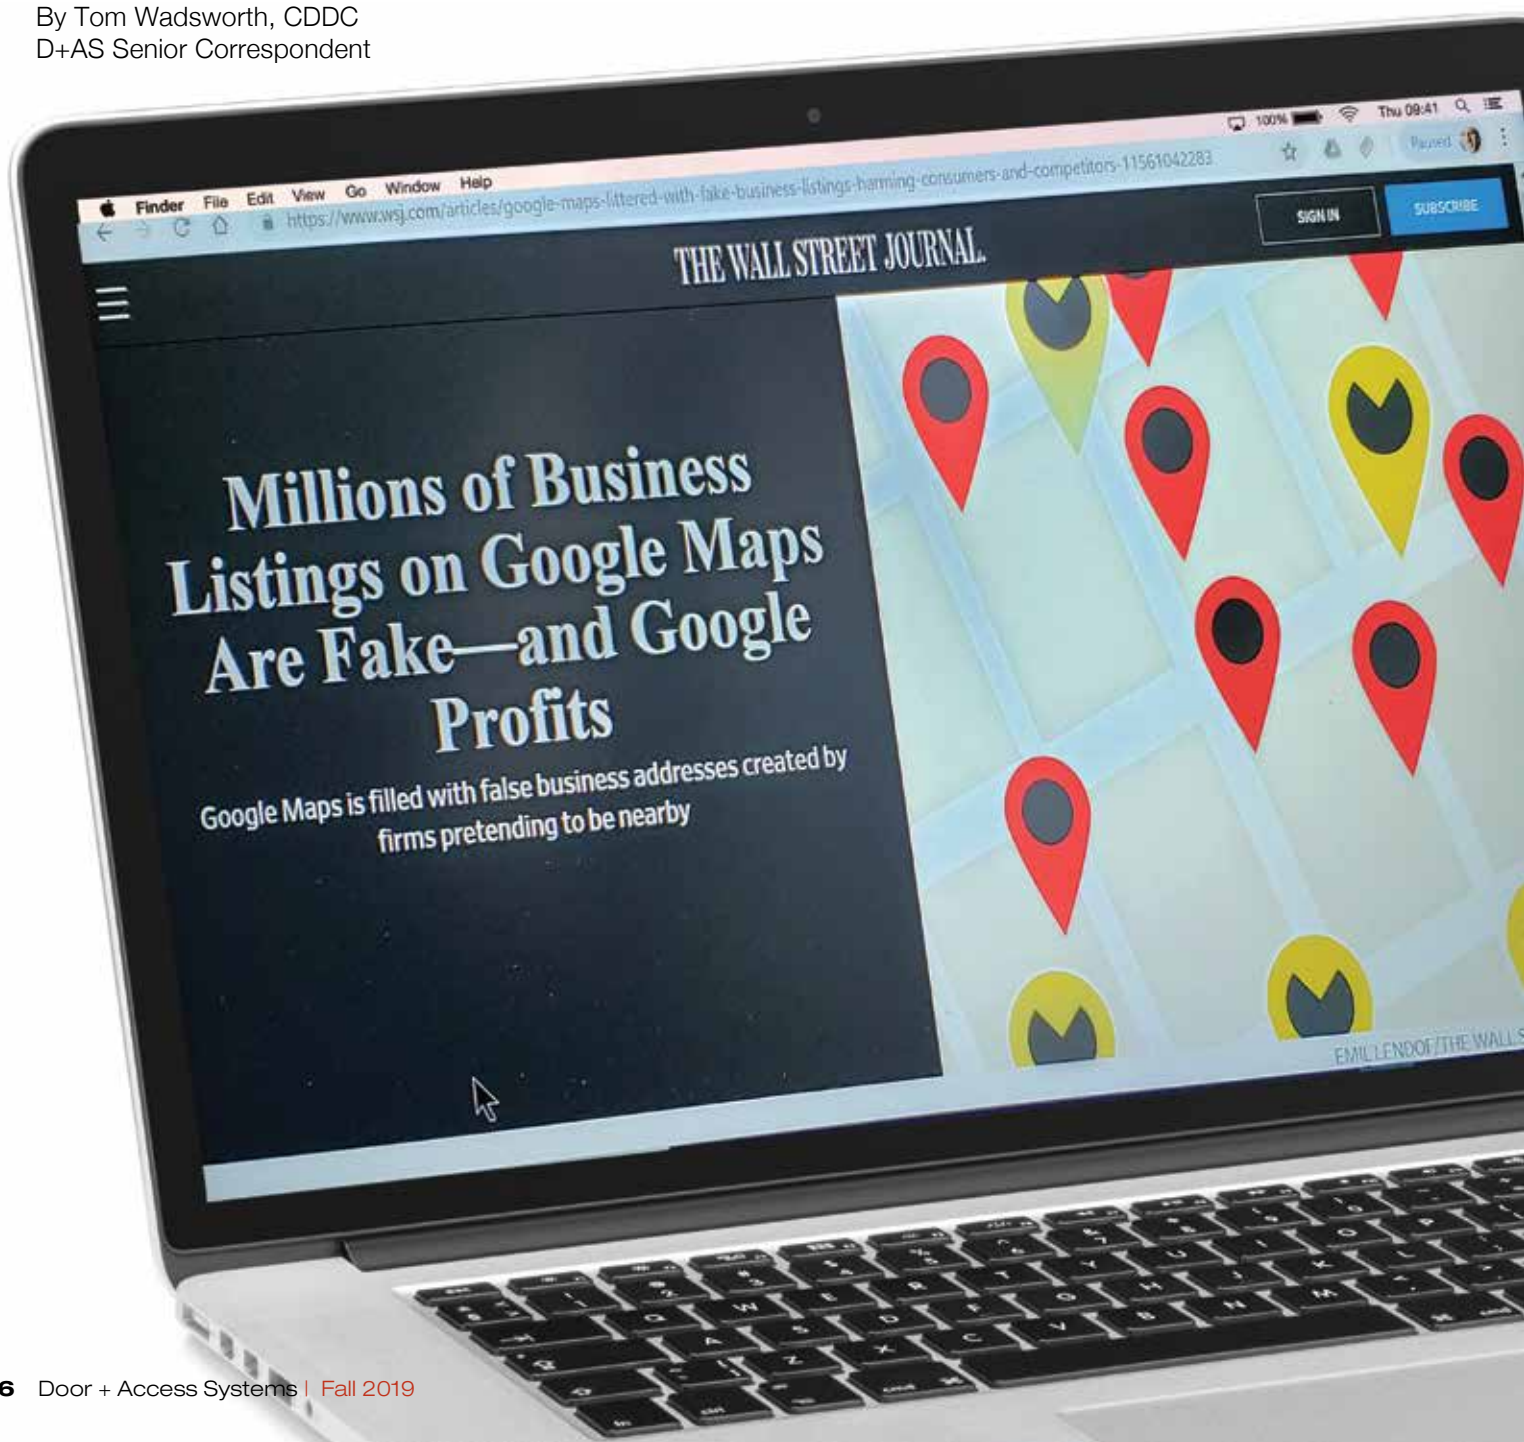 By Tom Wadsworth, CDDC
D+AS Senior Correspondent
100% Thu 09:41
Finder File Edit View Go Window Help
https://www.wsj.com/articles/google-maps-littered-with-fake-business-listings-harming-consumers-and-competitors-11561042283
Paused
THE WALL STREET JOURNAL.
SIGN IN
SUBSCRIBE
Millions of Business
Listings on Google Maps
Are Fake—and Google
Profits
Google Maps is filled with false business addresses created by
firms pretending to be nearby
EMIL LENDOF/THE WALL S
Q W E R T Y U I O P
A S D F G H J K L
Z X C V B N M
fn ctrl cmd
6 Door + Access Systems | Fall 2019